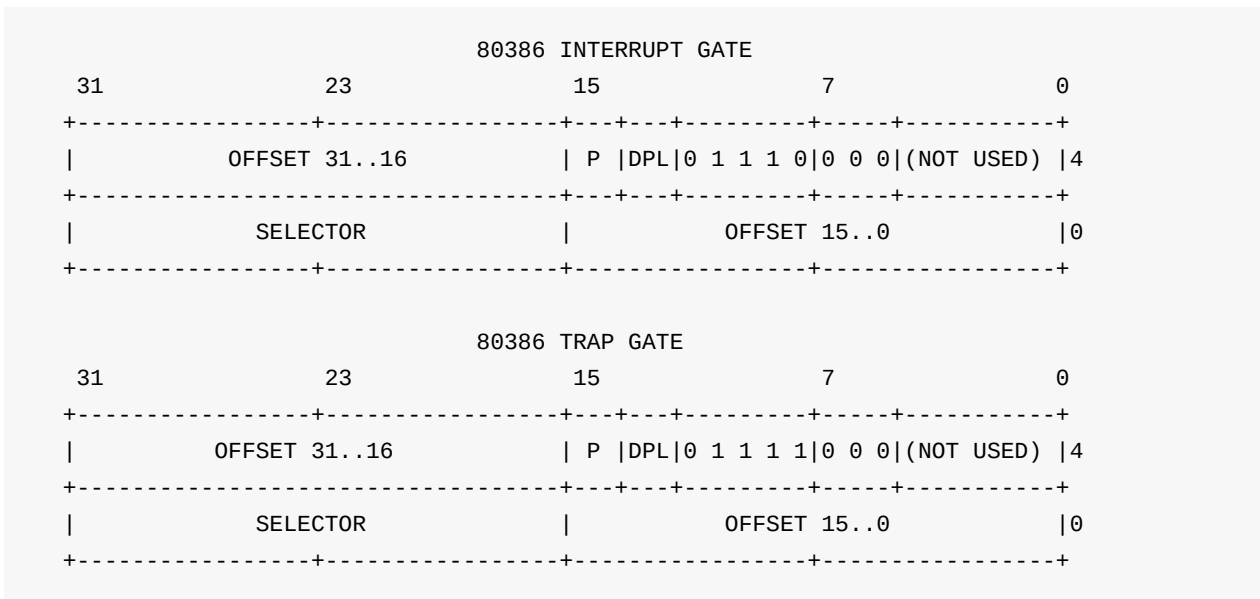 80386 INTERRUPT GATE
31                23                15                7                0
+-----------------+-----------------+---+---+---------+-----+-----------+
|           OFFSET 31..16           | P |DPL|0 1 1 1 0|0 0 0|(NOT USED) |4
+-----------------------------------+---+---+---------+-----+-----------+
|             SELECTOR              |           OFFSET 15..0            |0
+-----------------+-----------------+-----------------+-----------------+
80386 TRAP GATE
31                23                15                7                0
+-----------------+-----------------+---+---+---------+-----+-----------+
|          OFFSET 31..16            | P |DPL|0 1 1 1 1|0 0 0|(NOT USED) |4
+-----------------------------------+---+---+---------+-----+-----------+
|             SELECTOR              |           OFFSET 15..0            |0
+-----------------+-----------------+-----------------+-----------------+